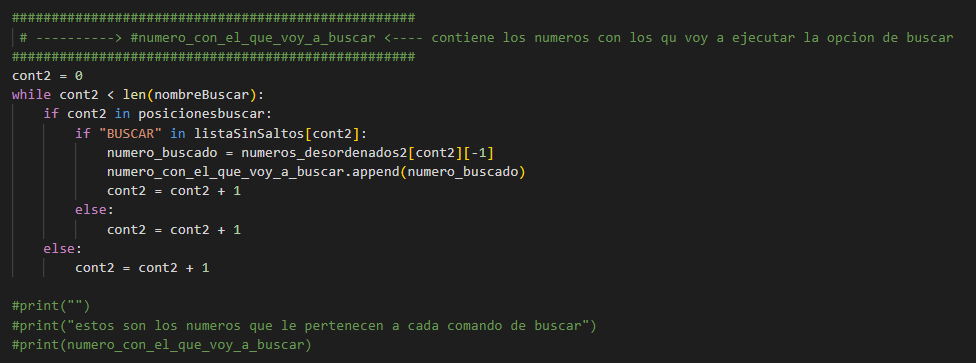 ###################################################
# ----------> #numero_con_el_que_voy_a_buscar <---- contiene los numeros con los qu voy a ejecutar la opcion de buscar
###################################################
cont2 = 0
while cont2 < len(nombreBuscar):
    if cont2 in posicionesbuscar:
        if "BUSCAR" in listaSinSaltos[cont2]:
            numero_buscado = numeros_desordenados2[cont2][-1]
            numero_con_el_que_voy_a_buscar.append(numero_buscado)
            cont2 = cont2 + 1
        else:
            cont2 = cont2 + 1
    else:
        cont2 = cont2 + 1
#print("")
#print("estos son los numeros que le pertenecen a cada comando de buscar")
#print(numero_con_el_que_voy_a_buscar)